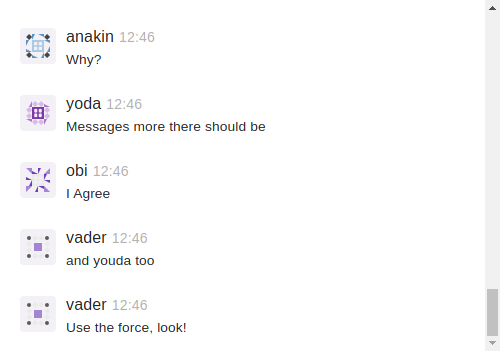 anakin 12:46
Why?
yoda 12:46
Messages more there should be
obi 12:46
I Agree
vader 12:46
and youda too
vader 12:46
Use the force, look!